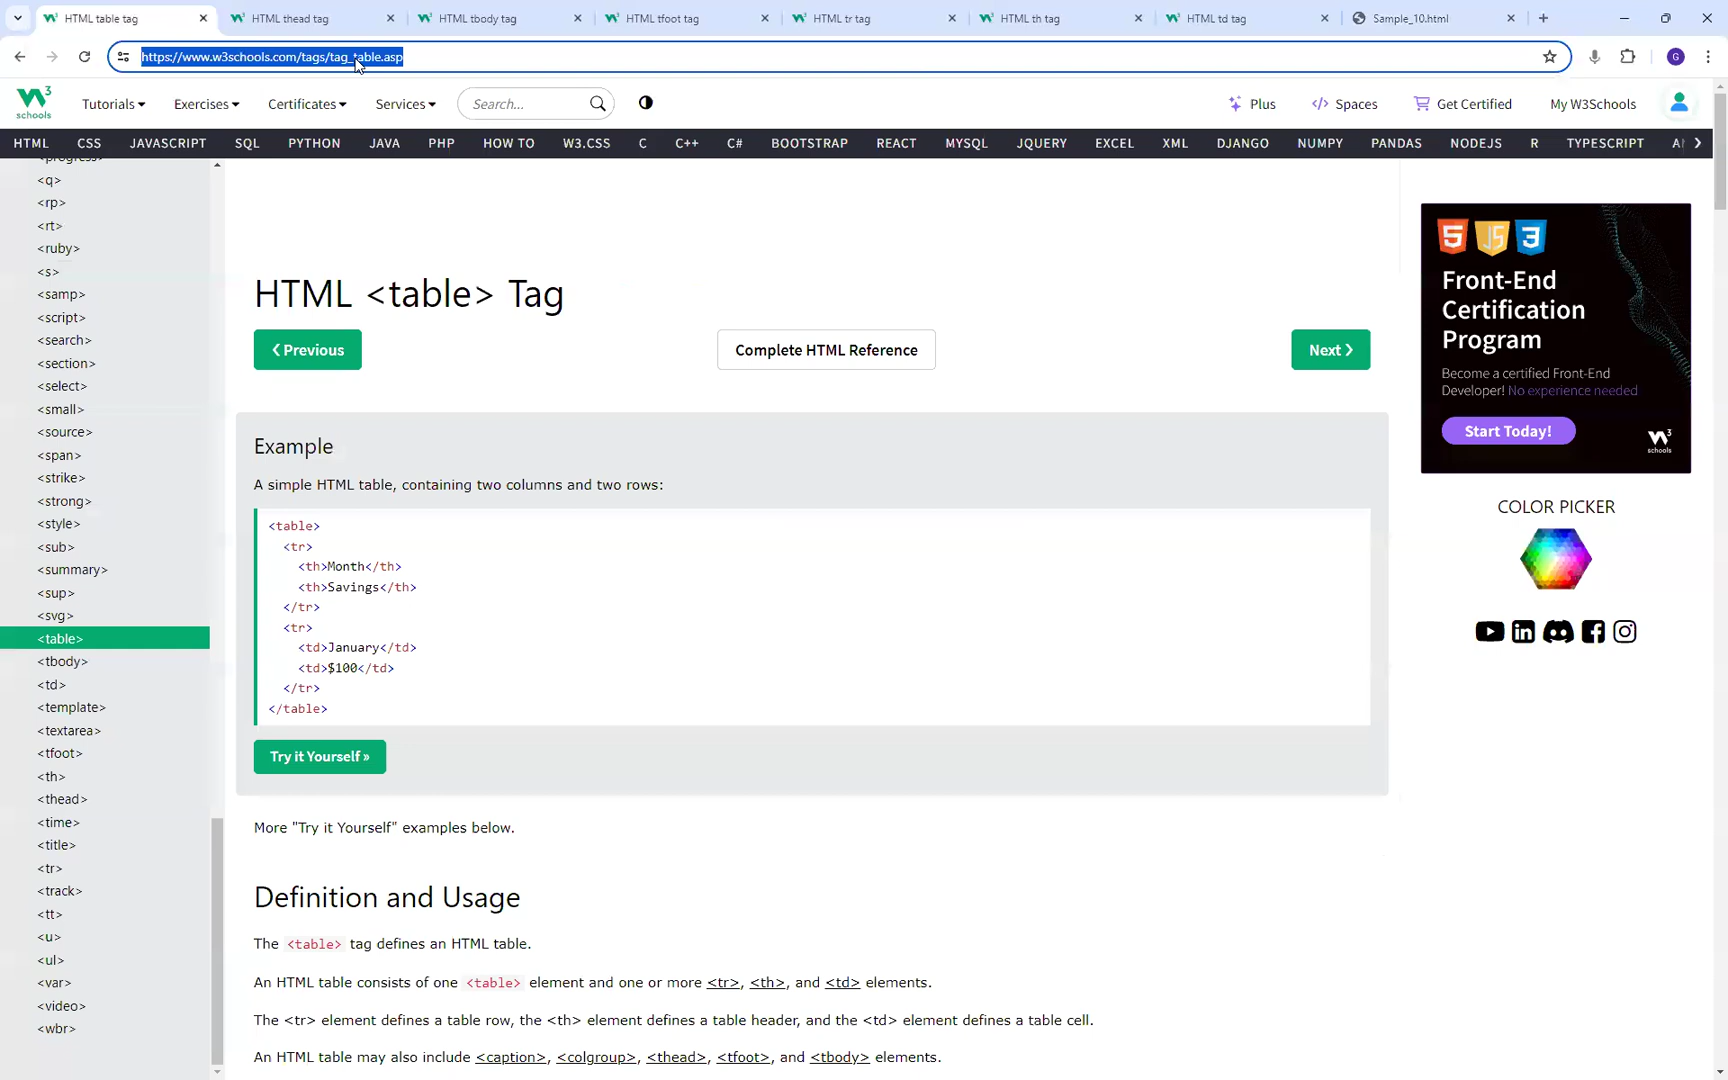 HTML table tag
HTML thead tag
HTML tbody tag
HTML tfoot tag
HTML tr tag
HTML th tag
HTML td tag
Sample_10.html
https://www.w3schools.com/tags/tag_table.asp
G
W3
schools
Tutorials
Exercises
Certificates
Services
Search...
Plus
</> Spaces
Get Certified
My W3Schools
HTML CSS JAVASCRIPT SQL PYTHON JAVA PHP HOW TO W3.CSS C C++ C# BOOTSTRAP REACT MYSQL JQUERY EXCEL XML DJANGO NUMPY PANDAS NODEJS R TYPESCRIPT
<progress>
<q>
<rp>
<rt>
<ruby>
<s>
<samp>
<script>
<search>
<section>
<select>
<small>
<source>
<span>
<strike>
<strong>
<style>
<sub>
<summary>
<sup>
<svg>
<table>
<tbody>
<td>
<template>
<textarea>
<tfoot>
<th>
<thead>
<time>
<title>
<tr>
<track>
<tt>
<u>
<ul>
<var>
<video>
<wbr>
HTML <table> Tag
❮ Previous
Complete HTML Reference
Next ❯
Example
A simple HTML table, containing two columns and two rows:
<table>
<tr>
<th>Month</th>
<th>Savings</th>
</tr>
<tr>
<td>January</td>
<td>$100</td>
</tr>
</table>
Try it Yourself »
More "Try it Yourself" examples below.
Definition and Usage
The <table> tag defines an HTML table.
An HTML table consists of one <table> element and one or more <tr>, <th>, and <td> elements.
The <tr> element defines a table row, the <th> element defines a table header, and the <td> element defines a table cell.
An HTML table may also include <caption>, <colgroup>, <thead>, <tfoot>, and <tbody> elements.
5 JS 3
Front-End
Certification
Program
Become a certified Front-End
Developer! No experience needed
Start Today!
W3
schools
COLOR PICKER